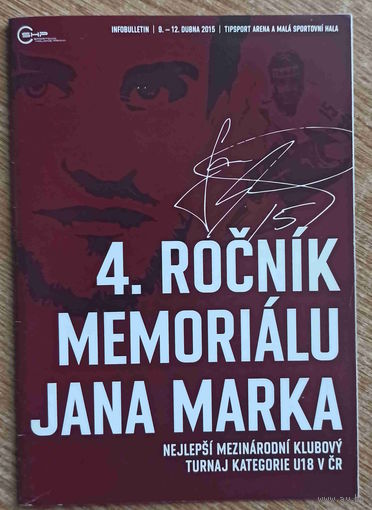 SHP
INFOBULLETIN | 9. – 12. DUBNA 2015 | TIPSPORT ARENA A MALÁ SPORTOVNÍ HALA
15
4. ROČNÍK
MEMORIÁLU
JANA MARKA
NEJLEPŠÍ MEZINÁRODNÍ KLUBOVÝ
TURNAJ KATEGORIE U18 V ČR